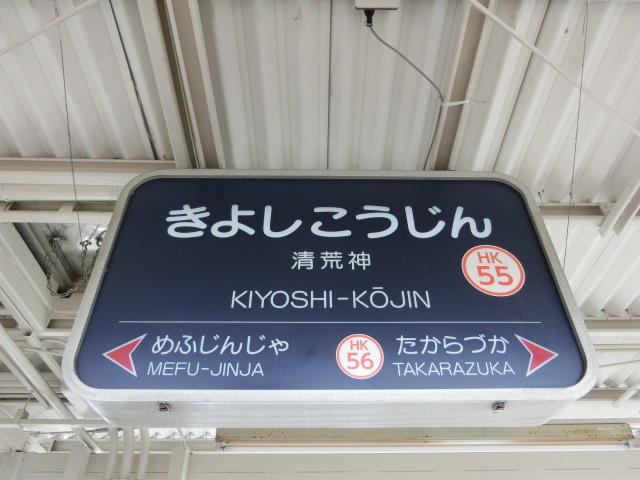 きよしこうじん
清荒神
HK
55
KIYOSHI-KŌJIN
めふじんじゃ
MEFU-JINJA
HK
56
たからづか
TAKARAZUKA